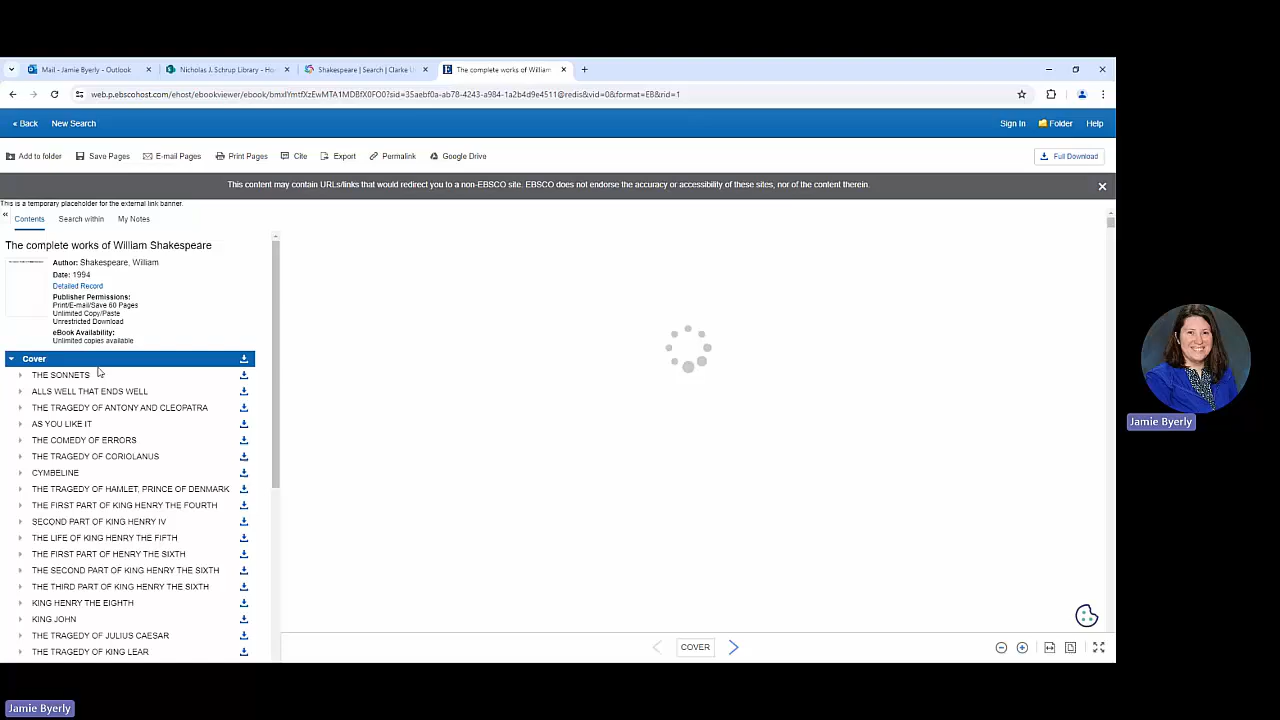 Mail - Jamie Byerly - Outlook
Nicholas J. Schrup Library - Ho
Shakespeare | Search | Clarke U
The complete works of William
web.p.ebscohost.com/ehost/ebookviewer/ebook/bmxlYmtfXzEwMTA1MDBfX0FO0?sid=35aebf0a-ab78-4243-a984-1a2b4d9e4511@redis&vid=0&format=EB&rid=1
« Back New Search
Sign In Folder Help
Add to folder Save Pages E-mail Pages Print Pages Cite Export Permalink Google Drive
Full Download
This content may contain URLs/links that would redirect you to a non-EBSCO site. EBSCO does not endorse the accuracy or accessibility of these sites, nor of the content therein.
This is a temporary placeholder for the external link banner.
« Contents Search within My Notes
The complete works of William Shakespeare
Author: Shakespeare, William
Date: 1994
Detailed Record
Publisher Permissions:
Print/E-mail/Save 60 Pages
Unlimited Copy/Paste
Unrestricted Download
eBook Availability:
Unlimited copies available
Cover
THE SONNETS
ALLS WELL THAT ENDS WELL
THE TRAGEDY OF ANTONY AND CLEOPATRA
AS YOU LIKE IT
THE COMEDY OF ERRORS
THE TRAGEDY OF CORIOLANUS
CYMBELINE
THE TRAGEDY OF HAMLET, PRINCE OF DENMARK
THE FIRST PART OF KING HENRY THE FOURTH
SECOND PART OF KING HENRY IV
THE LIFE OF KING HENRY THE FIFTH
THE FIRST PART OF HENRY THE SIXTH
THE SECOND PART OF KING HENRY THE SIXTH
THE THIRD PART OF KING HENRY THE SIXTH
KING HENRY THE EIGHTH
KING JOHN
THE TRAGEDY OF JULIUS CAESAR
THE TRAGEDY OF KING LEAR
COVER
Jamie Byerly
Jamie Byerly